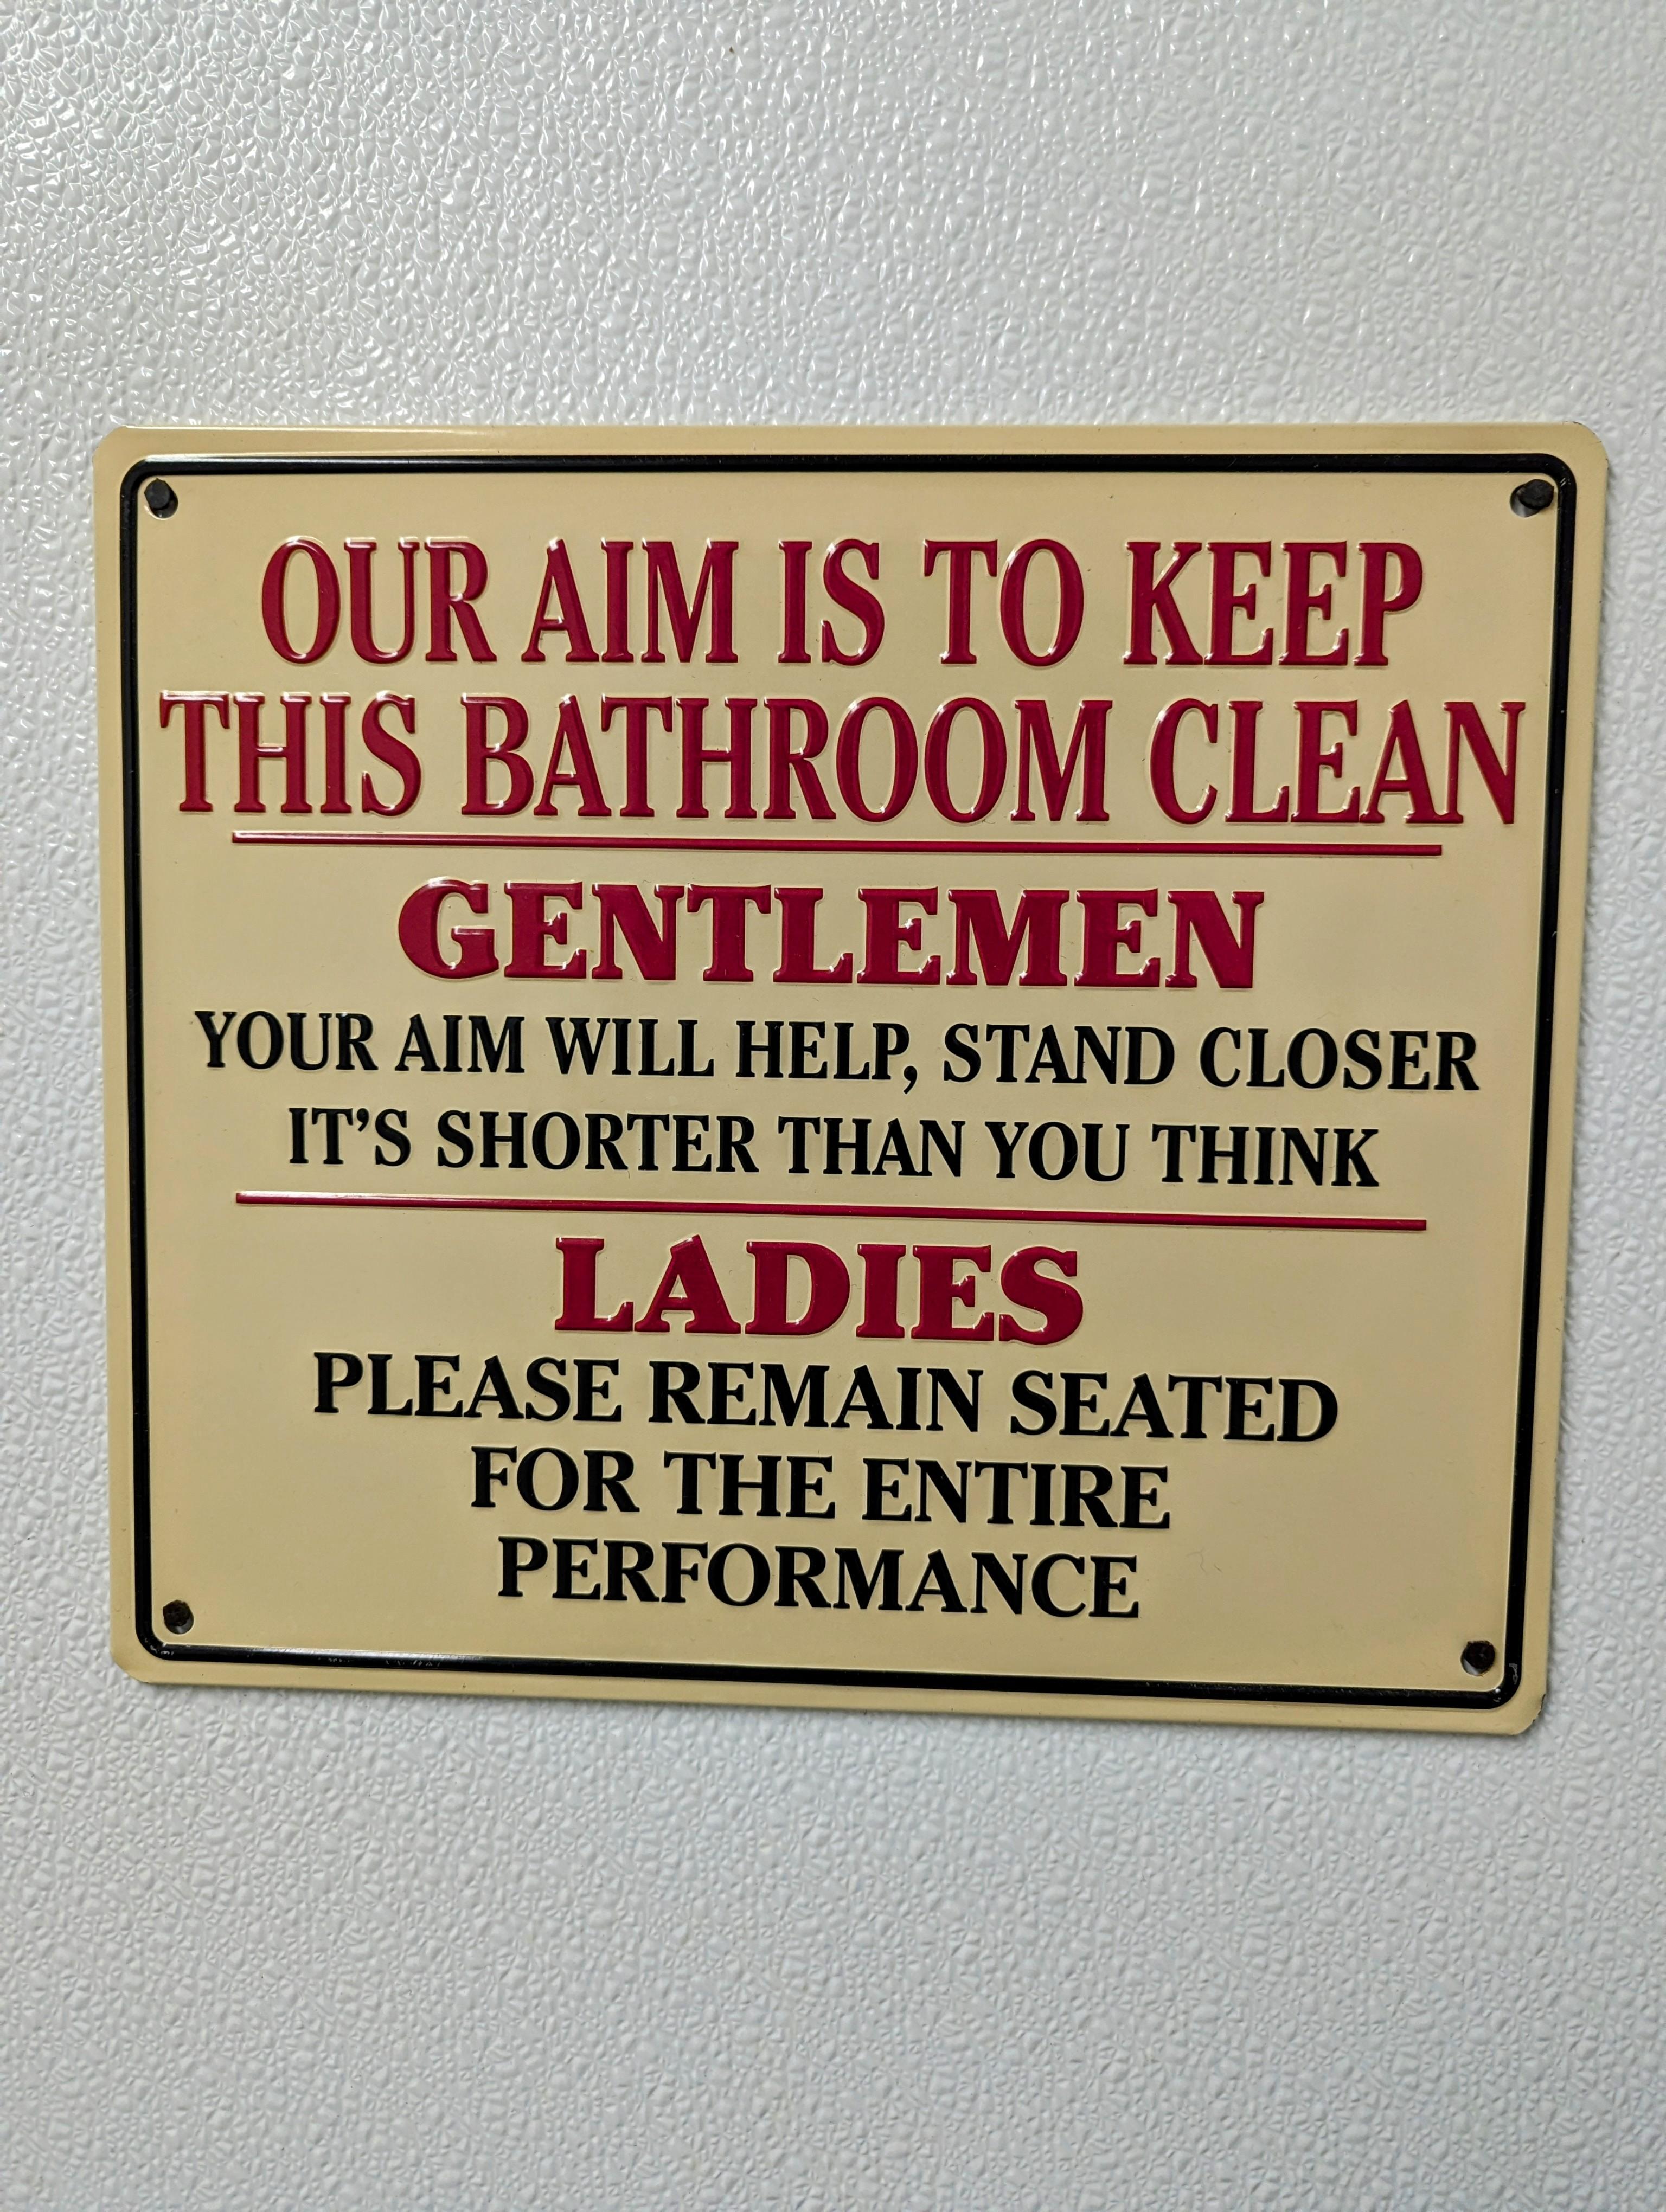 OUR AIM IS TO KEEP
THIS BATHROOM CLEAN
GENTLEMEN
YOUR AIM WILL HELP, STAND CLOSER
IT'S SHORTER THAN YOU THINK
LADIES
PLEASE REMAIN SEATED
FOR THE ENTIRE
PERFORMANCE